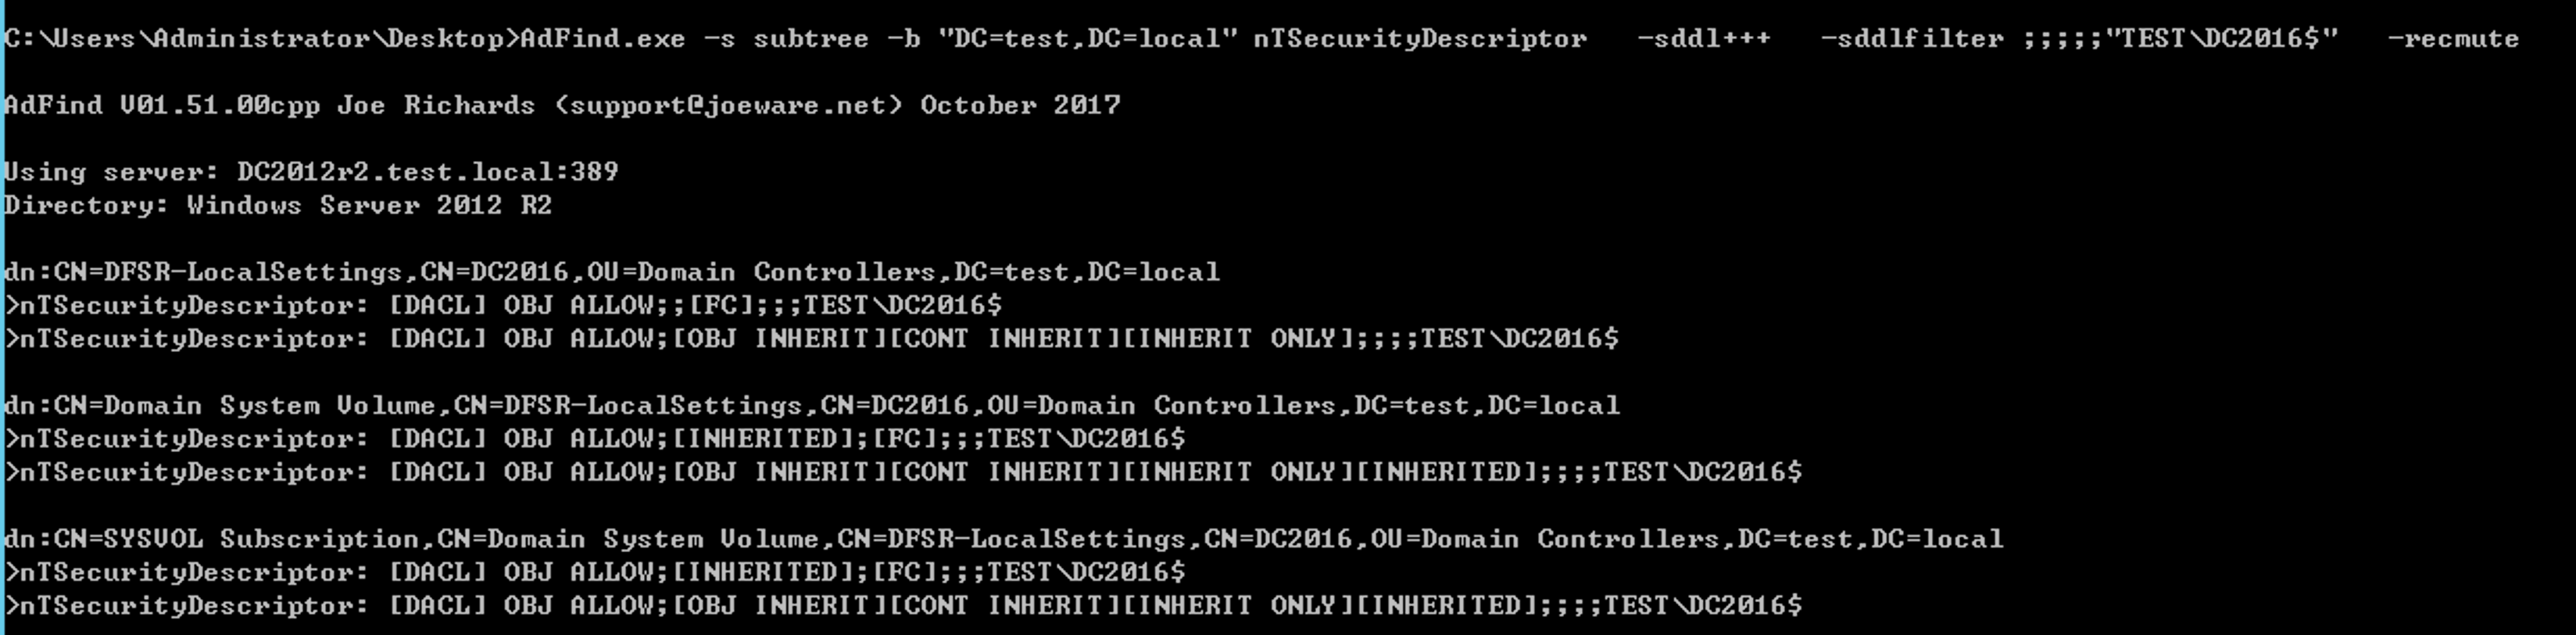 C:\Users\Administrator\Desktop>AdFind.exe -s subtree -b "DC=test,DC=local" nTSecurityDescriptor   -sddl+++   -sddlfilter ;;;;;"TEST\DC2016$"   -recmute
AdFind V01.51.00cpp Joe Richards (support@joeware.net) October 2017
Using server: DC2012r2.test.local:389
Directory: Windows Server 2012 R2
dn:CN=DFSR-LocalSettings,CN=DC2016,OU=Domain Controllers,DC=test,DC=local
>nTSecurityDescriptor: [DACL] OBJ ALLOW;;[FC];;;TEST\DC2016$
>nTSecurityDescriptor: [DACL] OBJ ALLOW;[OBJ INHERIT][CONT INHERIT][INHERIT ONLY];;;;TEST\DC2016$
dn:CN=Domain System Volume,CN=DFSR-LocalSettings,CN=DC2016,OU=Domain Controllers,DC=test,DC=local
>nTSecurityDescriptor: [DACL] OBJ ALLOW;[INHERITED];[FC];;;TEST\DC2016$
>nTSecurityDescriptor: [DACL] OBJ ALLOW;[OBJ INHERIT][CONT INHERIT][INHERIT ONLY][INHERITED];;;;TEST\DC2016$
dn:CN=SYSVOL Subscription,CN=Domain System Volume,CN=DFSR-LocalSettings,CN=DC2016,OU=Domain Controllers,DC=test,DC=local
>nTSecurityDescriptor: [DACL] OBJ ALLOW;[INHERITED];[FC];;;TEST\DC2016$
>nTSecurityDescriptor: [DACL] OBJ ALLOW;[OBJ INHERIT][CONT INHERIT][INHERIT ONLY][INHERITED];;;;TEST\DC2016$